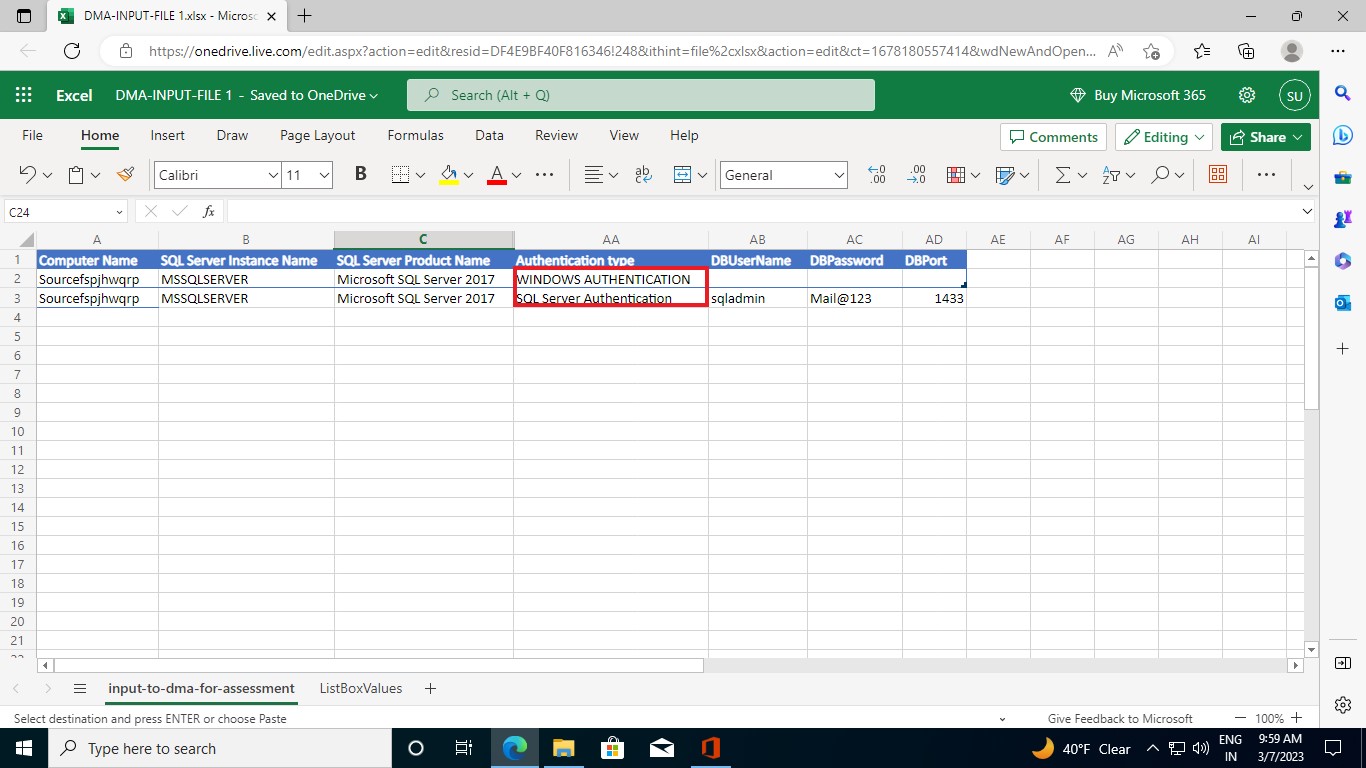 DMA-INPUT-FILE 1.xlsx - Microsc
https://onedrive.live.com/edit.aspx?action=edit&resid=DF4E9BF40F816346!248&ithint=file%2cxlsx&action=edit&ct=1678180557414&wdNewAndOpen...
Excel DMA-INPUT-FILE 1 - Saved to OneDrive Search (Alt + Q) Buy Microsoft 365 SU
File Home Insert Draw Page Layout Formulas Data Review View Help Comments Editing Share
Calibri 11 B A General
C24 fx
A B C AA AB AC AD AE AF AG AH AI
1 Computer Name SQL Server Instance Name SQL Server Product Name Authentication type DBUserName DBPassword DBPort
2 Sourcefspjhwqrp MSSQLSERVER Microsoft SQL Server 2017 WINDOWS AUTHENTICATION
3 Sourcefspjhwqrp MSSQLSERVER Microsoft SQL Server 2017 SQL Server Authentication sqladmin Mail@123 1433
4
5
6
7
8
9
10
11
12
13
14
15
16
17
18
19
20
21
input-to-dma-for-assessment ListBoxValues
Select destination and press ENTER or choose Paste Give Feedback to Microsoft 100%
Type here to search 40°F Clear ENG 9:59 AM
IN 3/7/2023